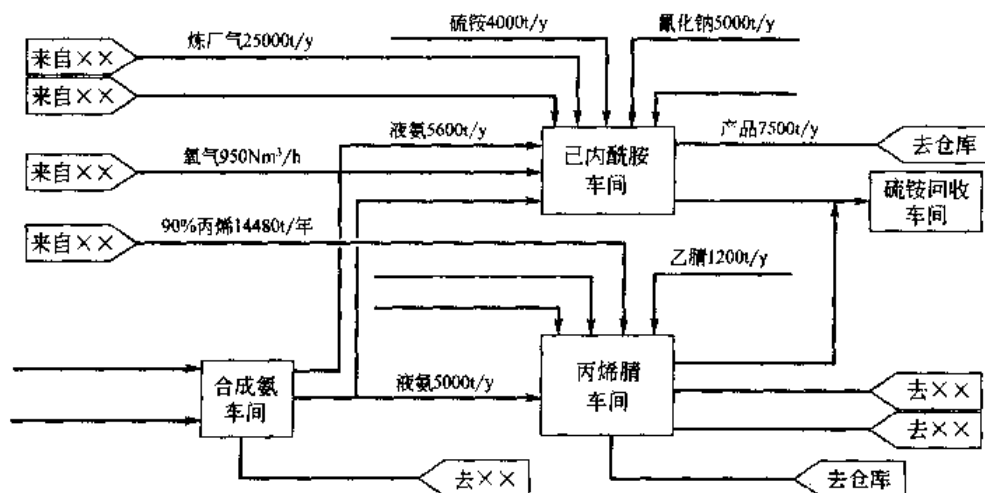 硫铵4000t/y
氰化钠5000t/y
炼厂气25000t/y
来自××
来自××
液氨5600t/y
产品7500t/y
去仓库
氧气950Nm³/h
来自××
己内酰胺
车间
硫铵回收
车间
90%丙烯14480t/年
来自××
乙腈1200t/y
合成氨
车间
液氨5000t/y
丙烯腈
车间
去××
去××
去××
去仓库